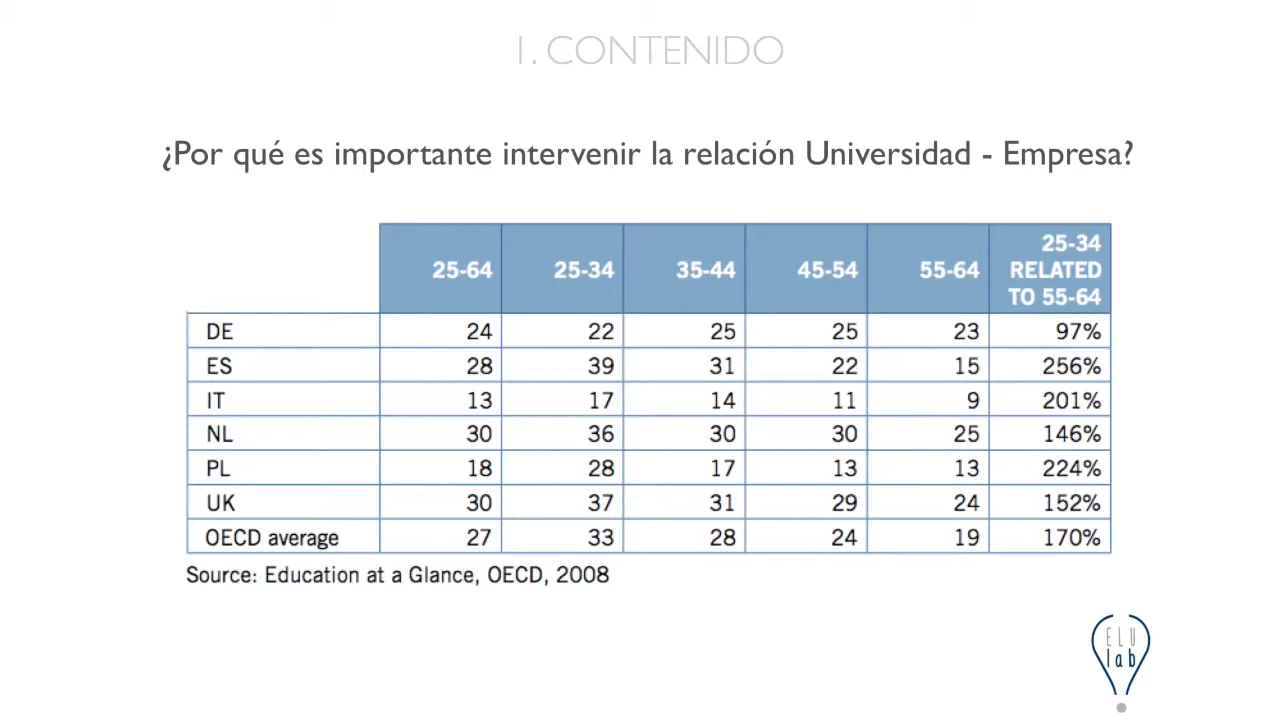 1. CONTENIDO
¿Por qué es importante intervenir la relación Universidad - Empresa?
25-64 25-34 35-44 45-54 55-64 25-34 RELATED TO 55-64
DE 24 22 25 25 23 97%
ES 28 39 31 22 15 256%
IT 13 17 14 11 9 201%
NL 30 36 30 30 25 146%
PL 18 28 17 13 13 224%
UK 30 37 31 29 24 152%
OECD average 27 33 28 24 19 170%
Source: Education at a Glance, OECD, 2008
ELU
lab